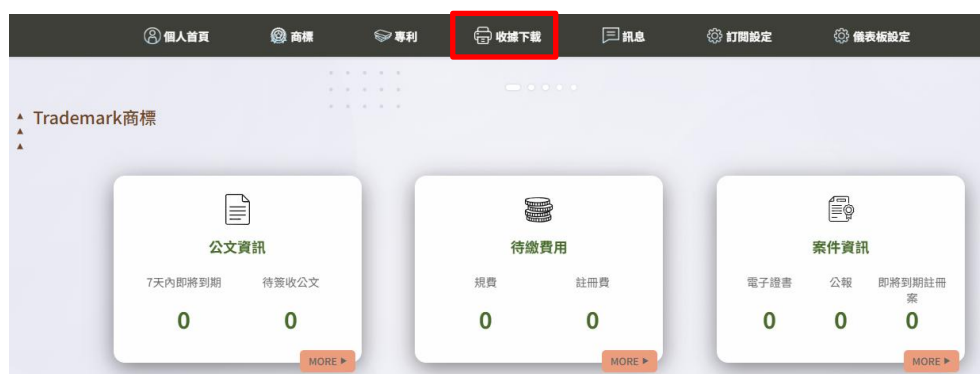 個人首頁 商標 專利 收據下載 訊息 訂閱設定 儀表板設定
Trademark商標
公文資訊 待繳費用 案件資訊
7天內即將到期 待簽收公文 規費 註冊費 電子證書 公報 即將到期註冊
案
0 0 0 0 0 0 0
MORE MORE MORE